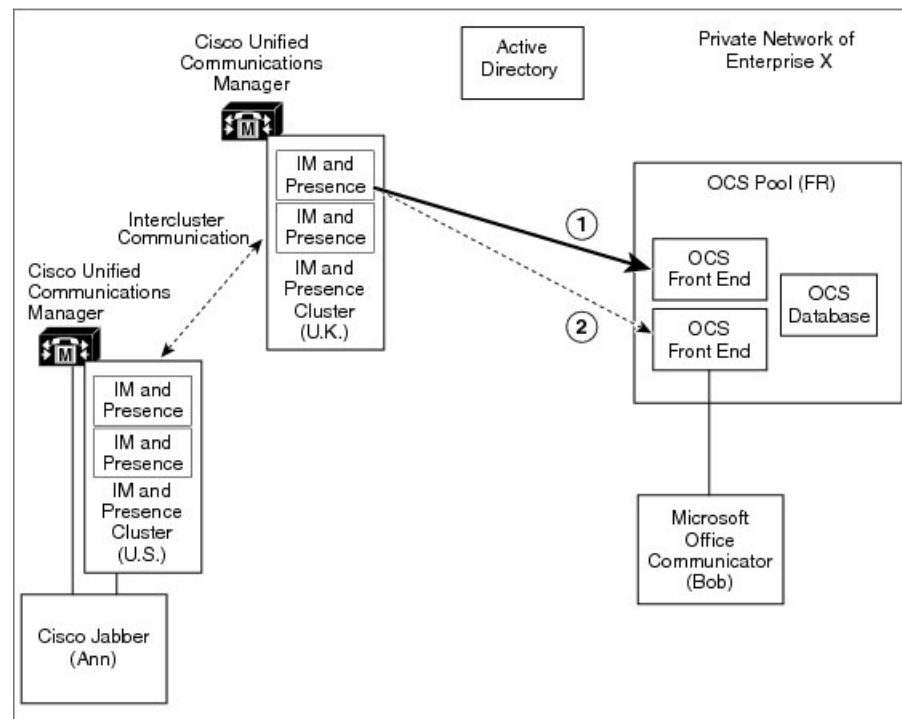 Cisco Unified
Communications
Manager
M
Active
Directory
Private Network of
Enterprise X
IM and
Presence
IM and
Presence
IM and
Presence
Cluster
(U.K.)
Intercluster
Communication
1
2
OCS Pool (FR)
OCS
Front End
OCS
Front End
OCS
Database
Cisco Unified
Communications
Manager
M
IM and
Presence
IM and
Presence
IM and
Presence
Cluster
(U.S.)
Microsoft
Office
Communicator
(Bob)
Cisco Jabber
(Ann)